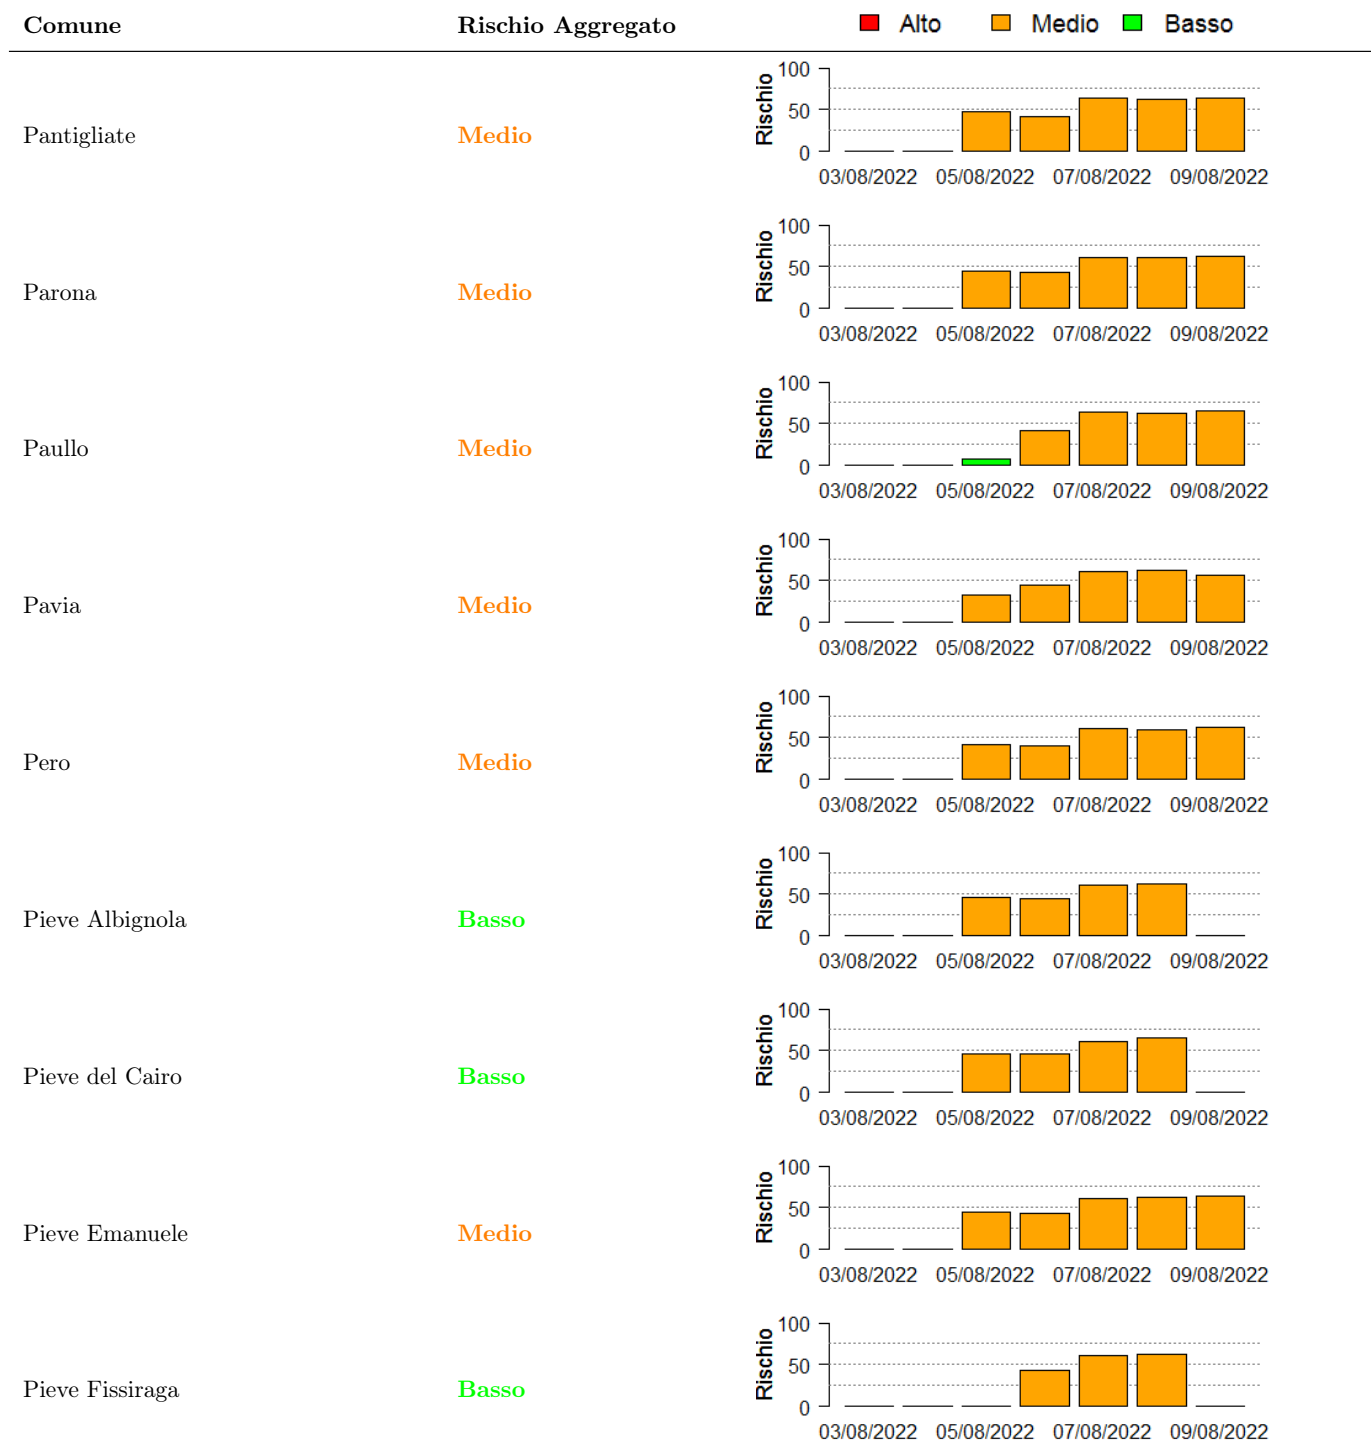 Comune Rischio Aggregato Alto Medio Basso
Pantigliate Medio
Rischio
100
50
0
03/08/2022 05/08/2022 07/08/2022 09/08/2022
Parona Medio
Rischio
100
50
0
03/08/2022 05/08/2022 07/08/2022 09/08/2022
Paullo Medio
Rischio
100
50
0
03/08/2022 05/08/2022 07/08/2022 09/08/2022
Pavia Medio
Rischio
100
50
0
03/08/2022 05/08/2022 07/08/2022 09/08/2022
Pero Medio
Rischio
100
50
0
03/08/2022 05/08/2022 07/08/2022 09/08/2022
Pieve Albignola Basso
Rischio
100
50
0
03/08/2022 05/08/2022 07/08/2022 09/08/2022
Pieve del Cairo Basso
Rischio
100
50
0
03/08/2022 05/08/2022 07/08/2022 09/08/2022
Pieve Emanuele Medio
Rischio
100
50
0
03/08/2022 05/08/2022 07/08/2022 09/08/2022
Pieve Fissiraga Basso
Rischio
100
50
0
03/08/2022 05/08/2022 07/08/2022 09/08/2022